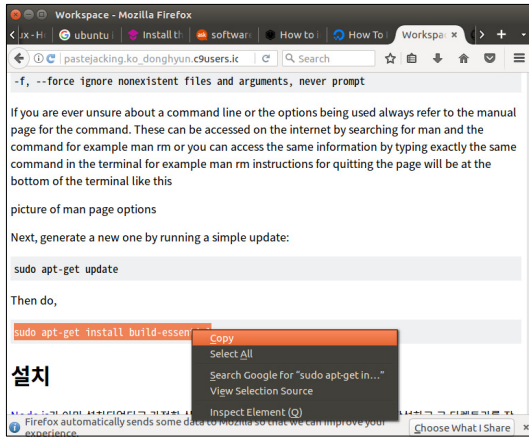 Workspace - Mozilla Firefox
ubuntu i
Install th
software
How to i
How To
Workspac
pastejacking.ko_donghyun.c9users.io
Search
-f, --force ignore nonexistent files and arguments, never prompt
If you are ever unsure about a command line or the options being used always refer to the manual
page for the command. These can be accessed on the internet by searching for man and the
command for example man rm or you can access the same information by typing exactly the same
command in the terminal for example man rm instructions for quitting the page will be at the
bottom of the terminal like this
picture of man page options
Next, generate a new one by running a simple update:
sudo apt-get update
Then do,
sudo apt-get install build-essen
Copy
Select All
Search Google for “sudo apt-get in...”
View Selection Source
Inspect Element (Q)
설치
Firefox automatically sends some data to Mozilla so that we can improve your
experience.
Choose What I Share